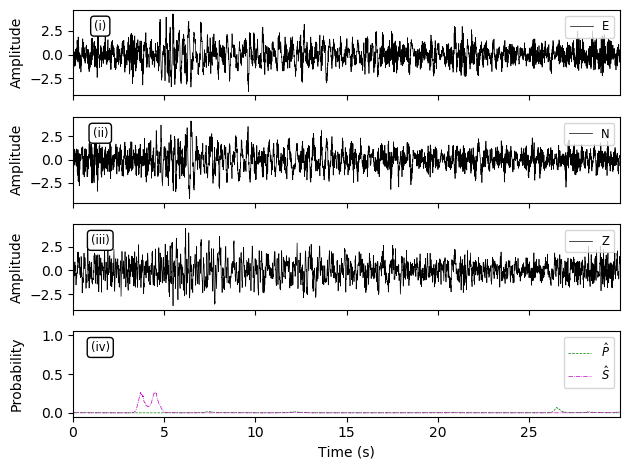 (i)
E
Amplitude
2.5
0.0
−2.5
(ii)
N
Amplitude
2.5
0.0
−2.5
(iii)
Z
Amplitude
2.5
0.0
−2.5
(iv)
P̂
Ŝ
Probability
1.0
0.5
0.0
0 5 10 15 20 25
Time (s)